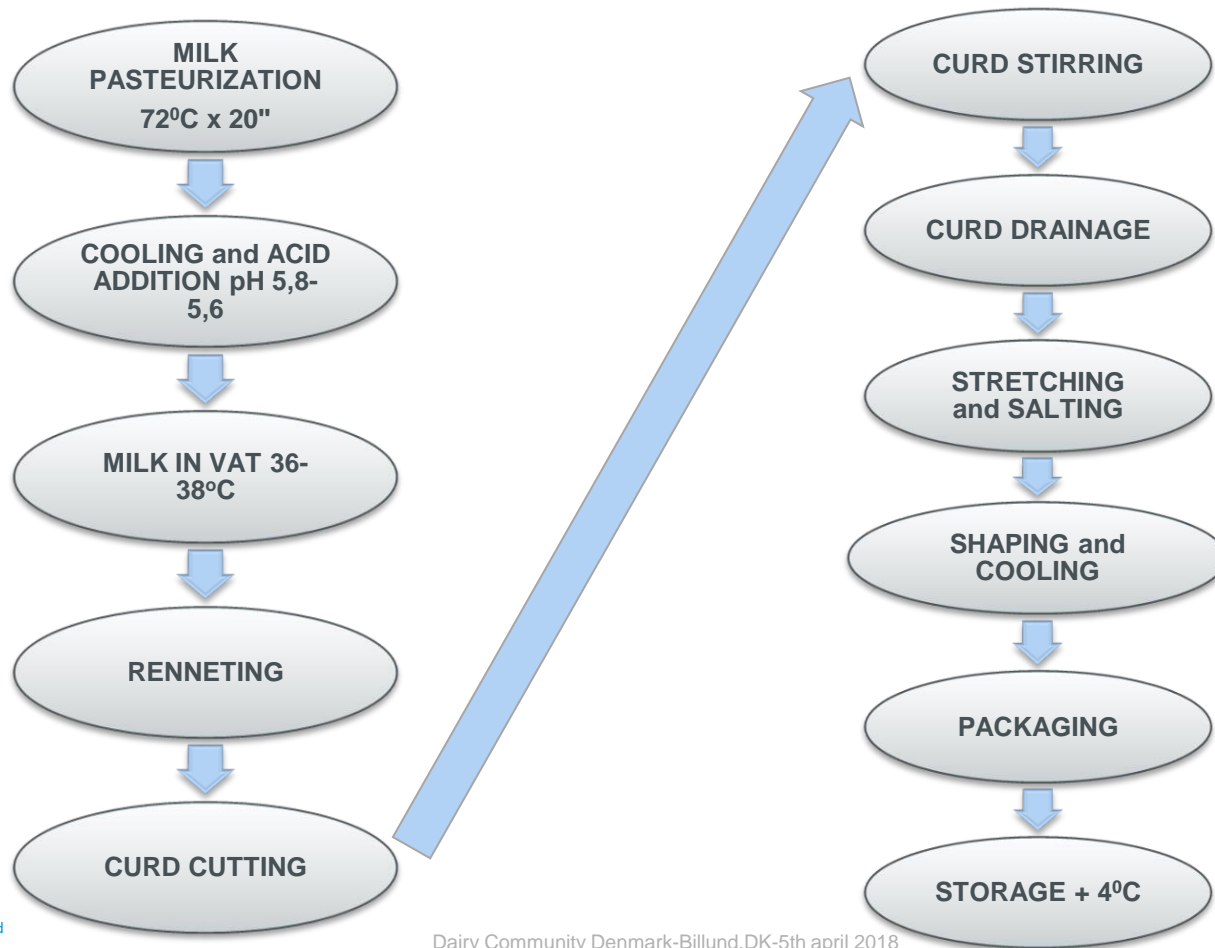 MILK
PASTEURIZATION
72⁰C x 20"
COOLING and ACID
ADDITION pH 5,8-
5,6
MILK IN VAT 36-
38ºC
RENNETING
CURD CUTTING
CURD STIRRING
CURD DRAINAGE
STRETCHING
and SALTING
SHAPING and
COOLING
PACKAGING
STORAGE + 4⁰C
Dairy Community Denmark-Billund,DK-5th april 2018